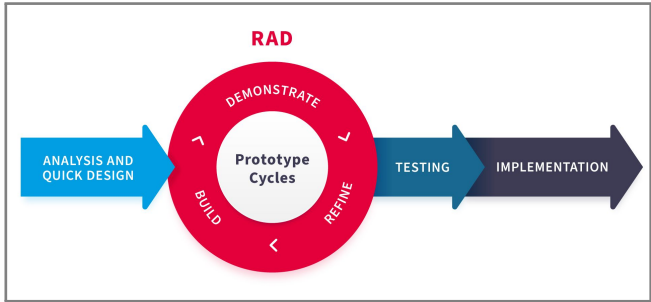 RAD
DEMONSTRATE
ANALYSIS AND
QUICK DESIGN
Prototype
Cycles
BUILD
REFINE
TESTING
IMPLEMENTATION